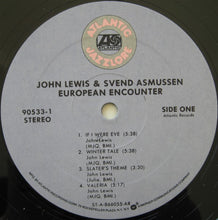 ATLANTIC
JAZZLORE
JOHN LEWIS & SVEND ASMUSSEN
EUROPEAN ENCOUNTER
90533-1
STEREO
SIDE ONE
Atlantic Records
1. IF I WERE EVE (5:38)
John Lewis
(MJQ, BMI.)
2. WINTER TALE (5:38)
John Lewis
(MJQ, BMI.)
3. SLATER'S THEME (3:20)
John Lewis
BMI.)
4. VALERIA (5:17)
John Lewis
(MJQ, BMI.)